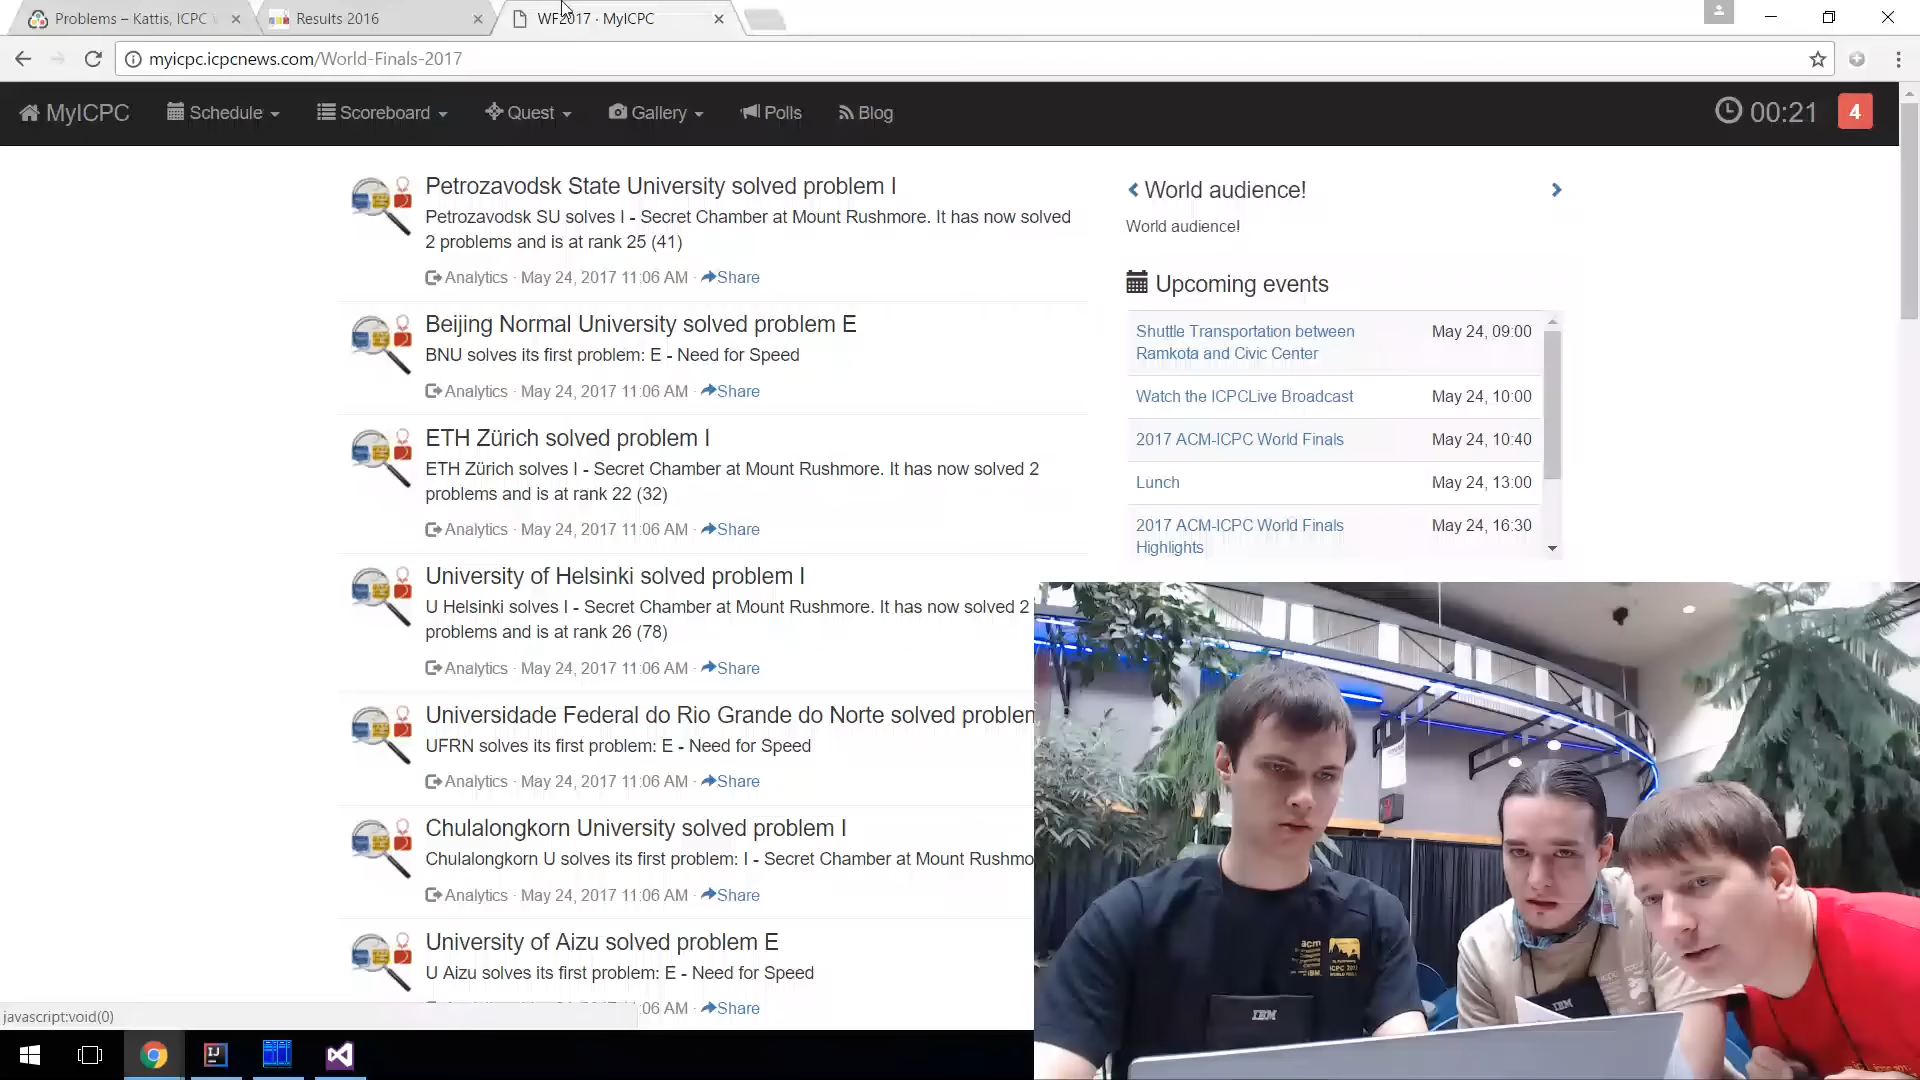 Problems – Kattis, ICPC
Results 2016
WF2017 · MyICPC
myicpc.icpcnews.com/World-Finals-2017
MyICPC
Schedule
Scoreboard
Quest
Gallery
Polls
Blog
00:21
4
Petrozavodsk State University solved problem I
Petrozavodsk SU solves I - Secret Chamber at Mount Rushmore. It has now solved
2 problems and is at rank 25 (41)
Analytics · May 24, 2017 11:06 AM · Share
Beijing Normal University solved problem E
BNU solves its first problem: E - Need for Speed
Analytics · May 24, 2017 11:06 AM · Share
ETH Zürich solved problem I
ETH Zürich solves I - Secret Chamber at Mount Rushmore. It has now solved 2
problems and is at rank 22 (32)
Analytics · May 24, 2017 11:06 AM · Share
University of Helsinki solved problem I
U Helsinki solves I - Secret Chamber at Mount Rushmore. It has now solved 2
problems and is at rank 26 (78)
Analytics · May 24, 2017 11:06 AM · Share
Universidade Federal do Rio Grande do Norte solved problem
UFRN solves its first problem: E - Need for Speed
Analytics · May 24, 2017 11:06 AM · Share
Chulalongkorn University solved problem I
Chulalongkorn U solves its first problem: I - Secret Chamber at Mount Rushmo
Analytics · May 24, 2017 11:06 AM · Share
University of Aizu solved problem E
U Aizu solves its first problem: E - Need for Speed
:06 AM · Share
World audience!
World audience!
Upcoming events
Shuttle Transportation between
Ramkota and Civic Center
May 24, 09:00
Watch the ICPCLive Broadcast
May 24, 10:00
2017 ACM-ICPC World Finals
May 24, 10:40
Lunch
May 24, 13:00
2017 ACM-ICPC World Finals
Highlights
May 24, 16:30
javascript:void(0)
acm
IBM
IBM